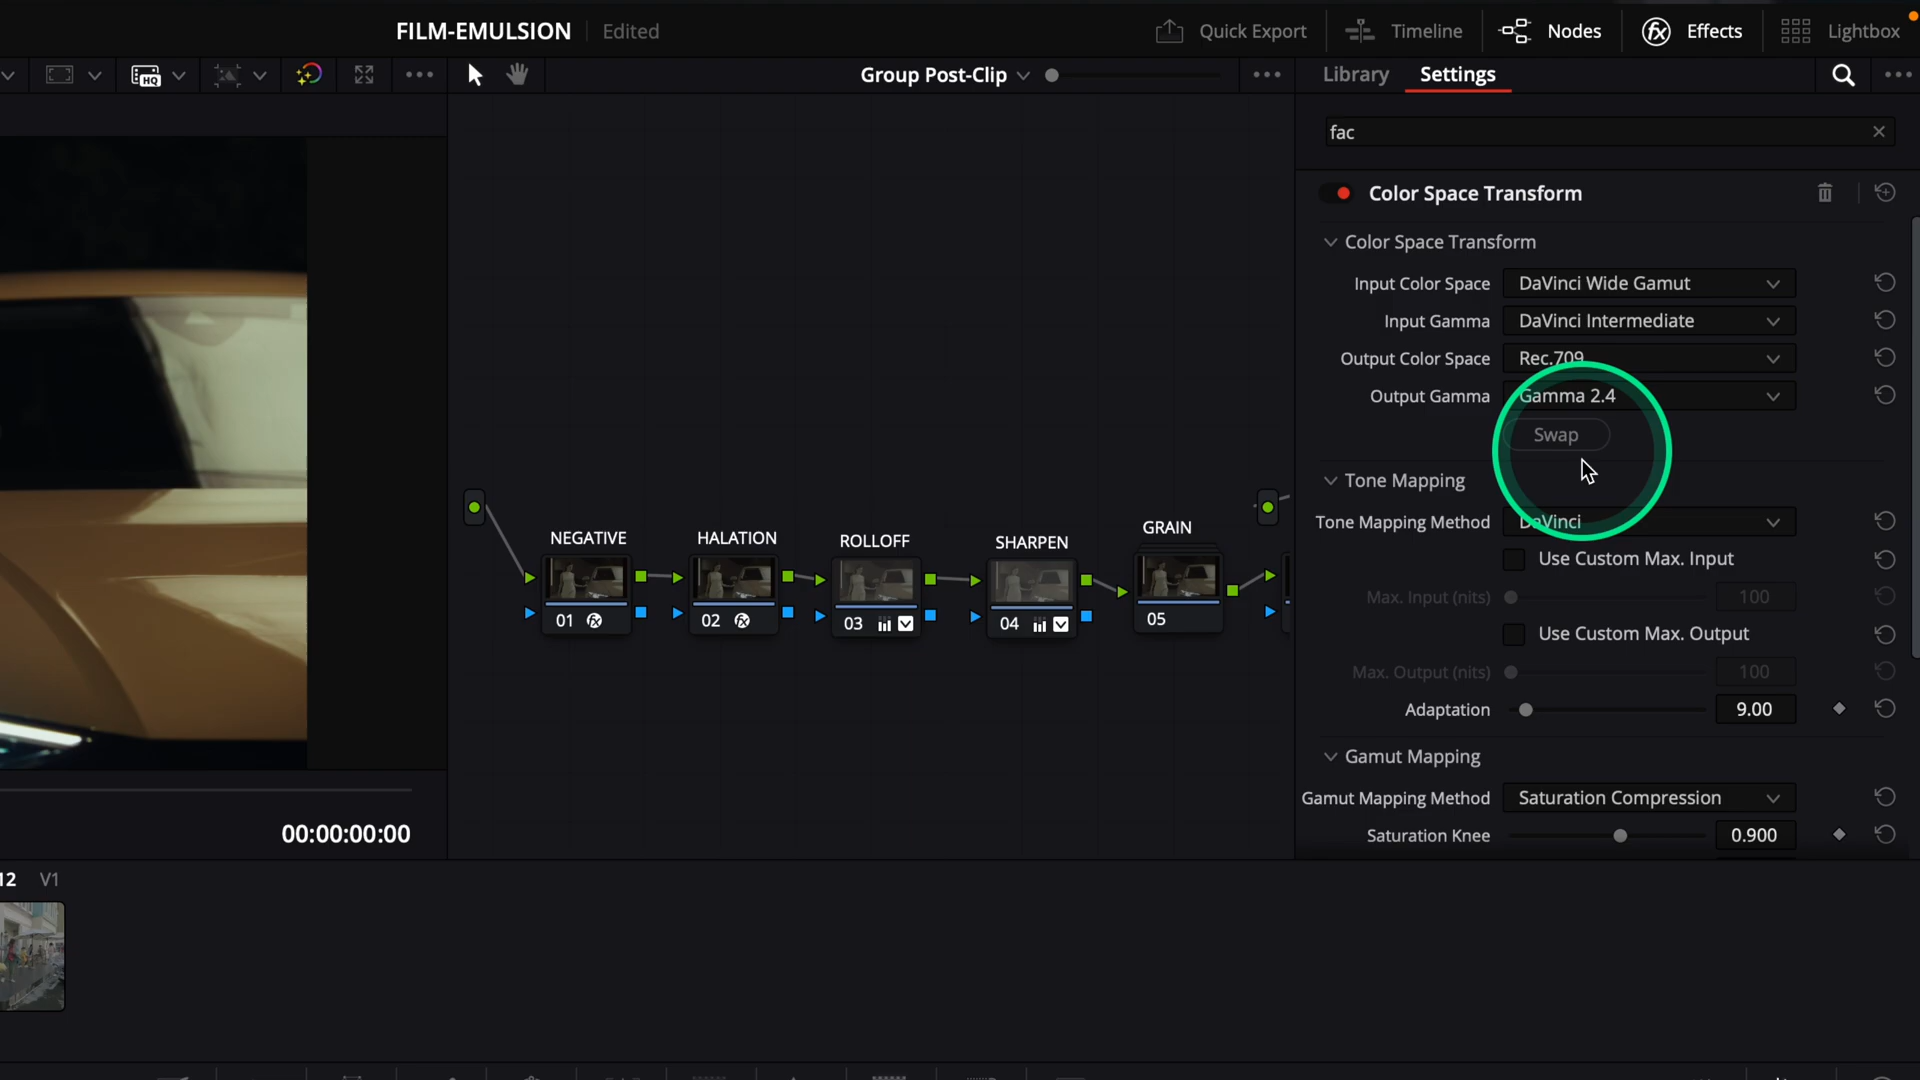 FILM-EMULSION Edited
Quick Export Timeline Nodes Effects Lightbox
HQ
Group Post-Clip
Library Settings
fac
Color Space Transform
Color Space Transform
Input Color Space DaVinci Wide Gamut
Input Gamma DaVinci Intermediate
Output Color Space Rec.709
Output Gamma Gamma 2.4
Swap
Tone Mapping
Tone Mapping Method DaVinci
Use Custom Max. Input
Max. Input (nits) 100
Use Custom Max. Output
Max. Output (nits) 100
Adaptation 9.00
Gamut Mapping
Gamut Mapping Method Saturation Compression
Saturation Knee 0.900
NEGATIVE HALATION ROLLOFF SHARPEN GRAIN
01 02 03 04 05
00:00:00:00
12 V1